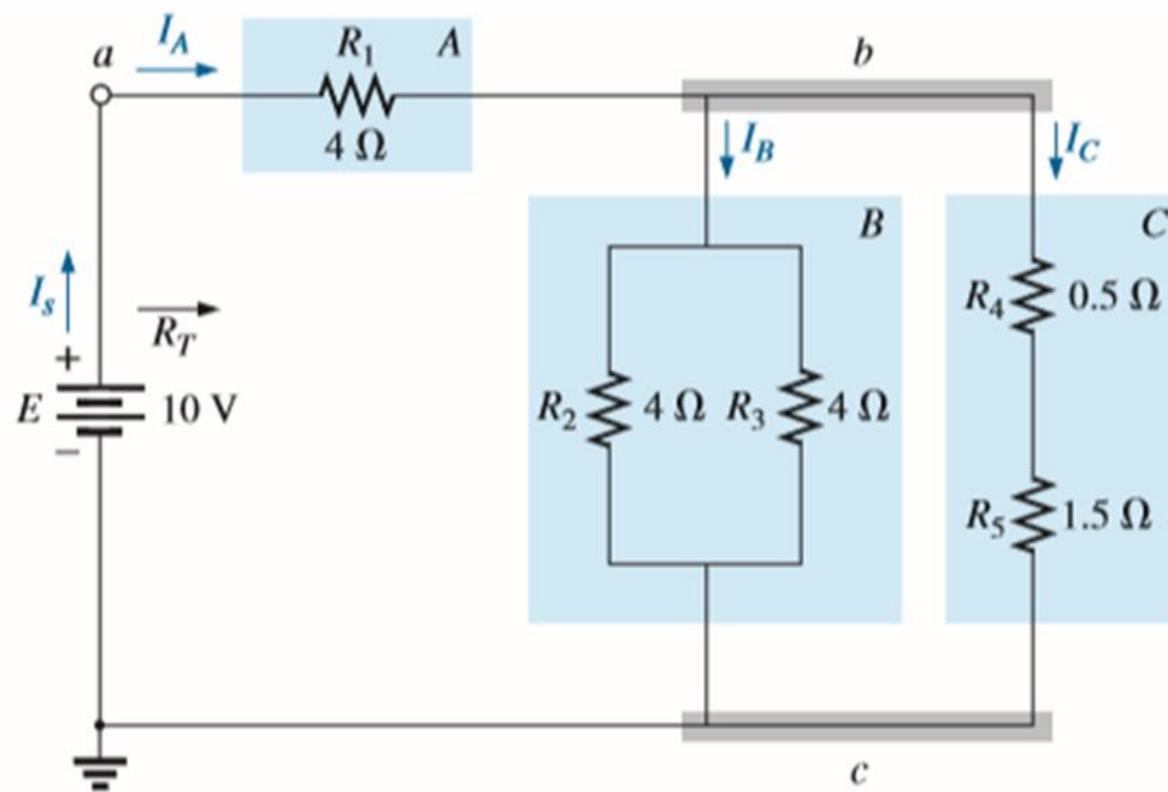 a
I_A
R_1
A
4 Ω
b
I_B
I_C
B
C
I_s
R_T
+
E
10 V
−
R_2
4 Ω
R_3
4 Ω
R_4
0.5 Ω
R_5
1.5 Ω
c